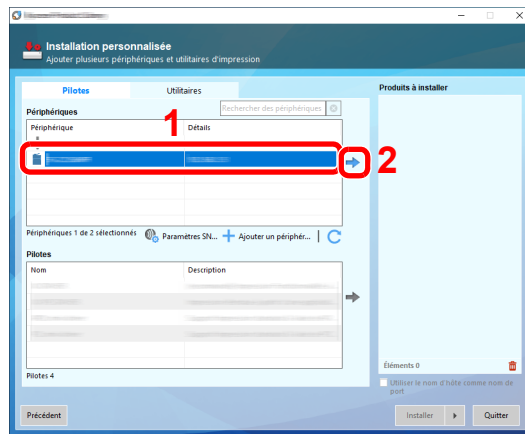 Installation personnalisée
Ajouter plusieurs périphériques et utilitaires d'impression
Pilotes
Utilitaires
Produits à installer
Périphériques
Rechercher des périphériques
1
Périphérique
Détails
2
Périphériques 1 de 2 sélectionnés
Paramètres SN...
Ajouter un périphér...
Pilotes
Nom
Description
Éléments 0
Pilotes 4
Utiliser le nom d'hôte comme nom de
port
Précédent
Installer
Quitter